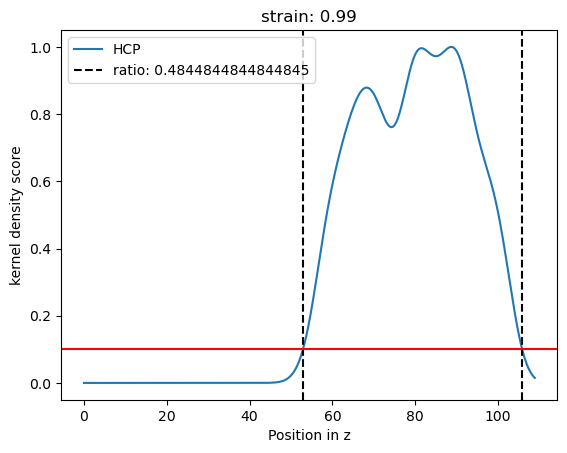 strain: 0.99
HCP
ratio: 0.4844844844844845
kernel density score
1.0
0.8
0.6
0.4
0.2
0.0
0 20 40 60 80 100
Position in z